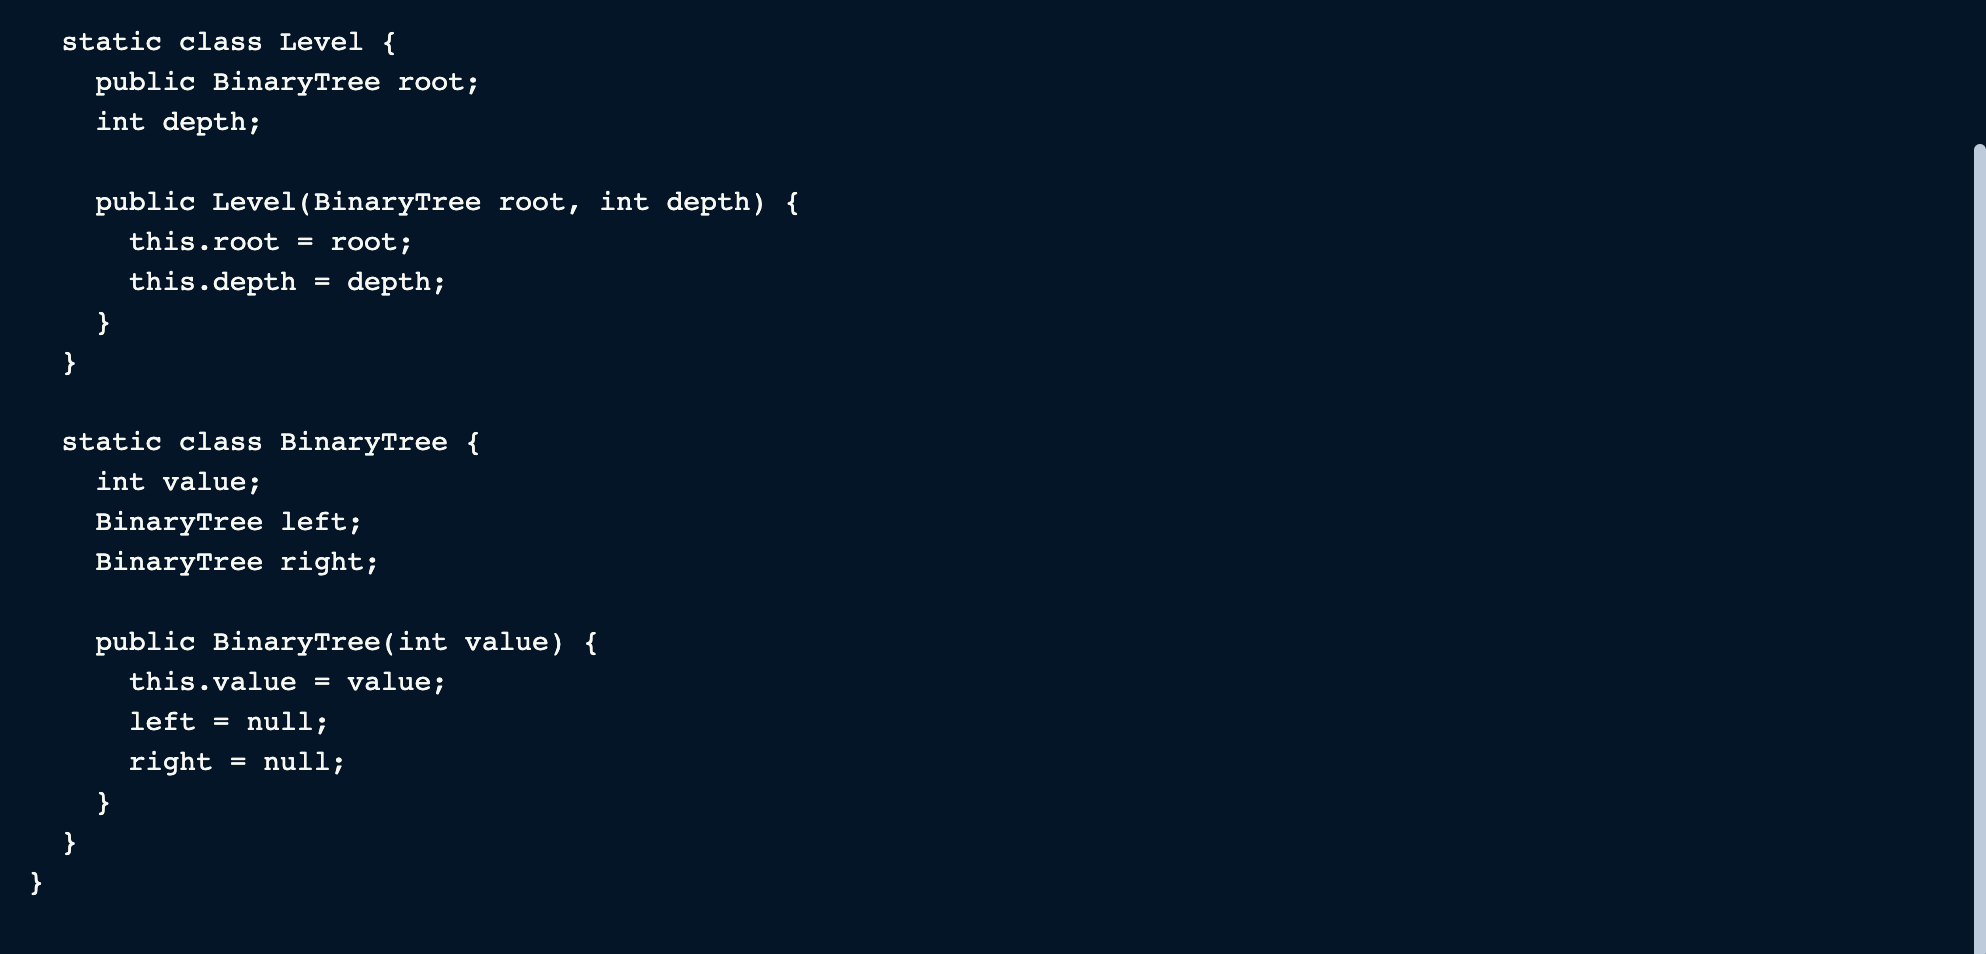 static class Level {
public BinaryTree root;
int depth;
public Level(BinaryTree root, int depth) {
this.root = root;
this.depth = depth;
}
}
static class BinaryTree {
int value;
BinaryTree left;
BinaryTree right;
public BinaryTree(int value) {
this.value = value;
left = null;
right = null;
}
}
}